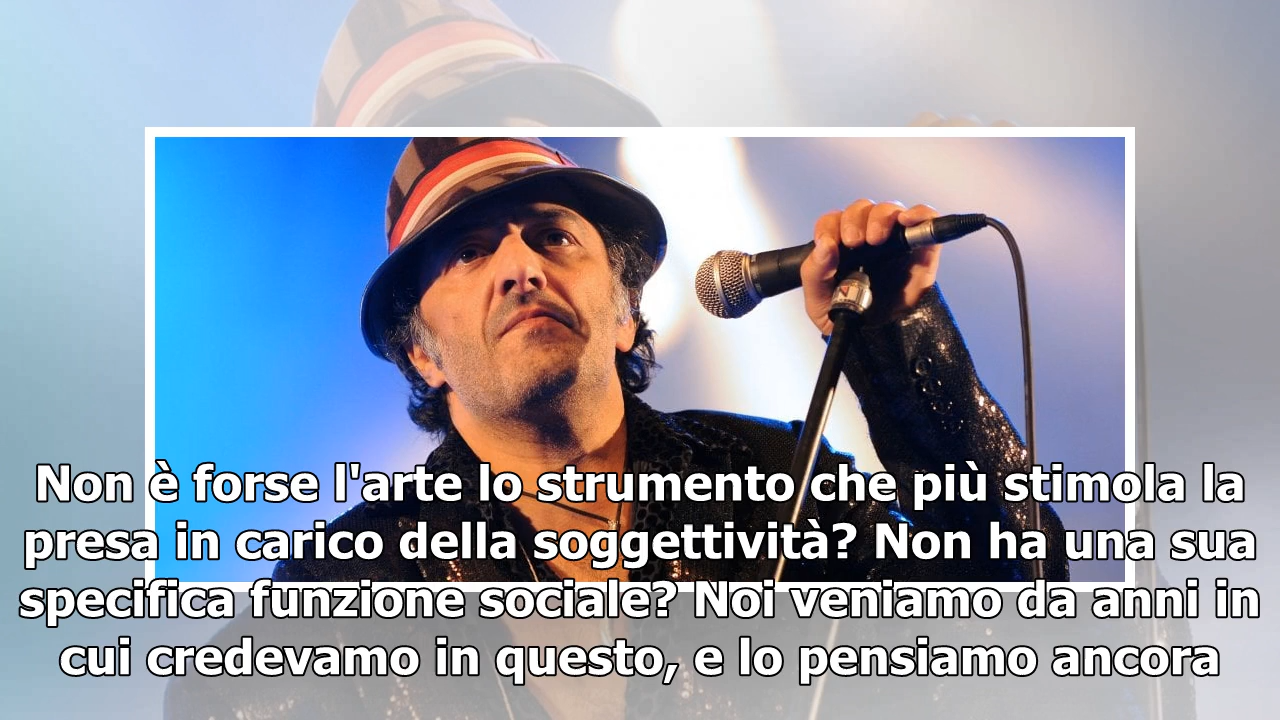 Non è forse l'arte lo strumento che più stimola la
presa in carico della soggettività? Non ha una sua
specifica funzione sociale? Noi veniamo da anni in
cui credevamo in questo, e lo pensiamo ancora